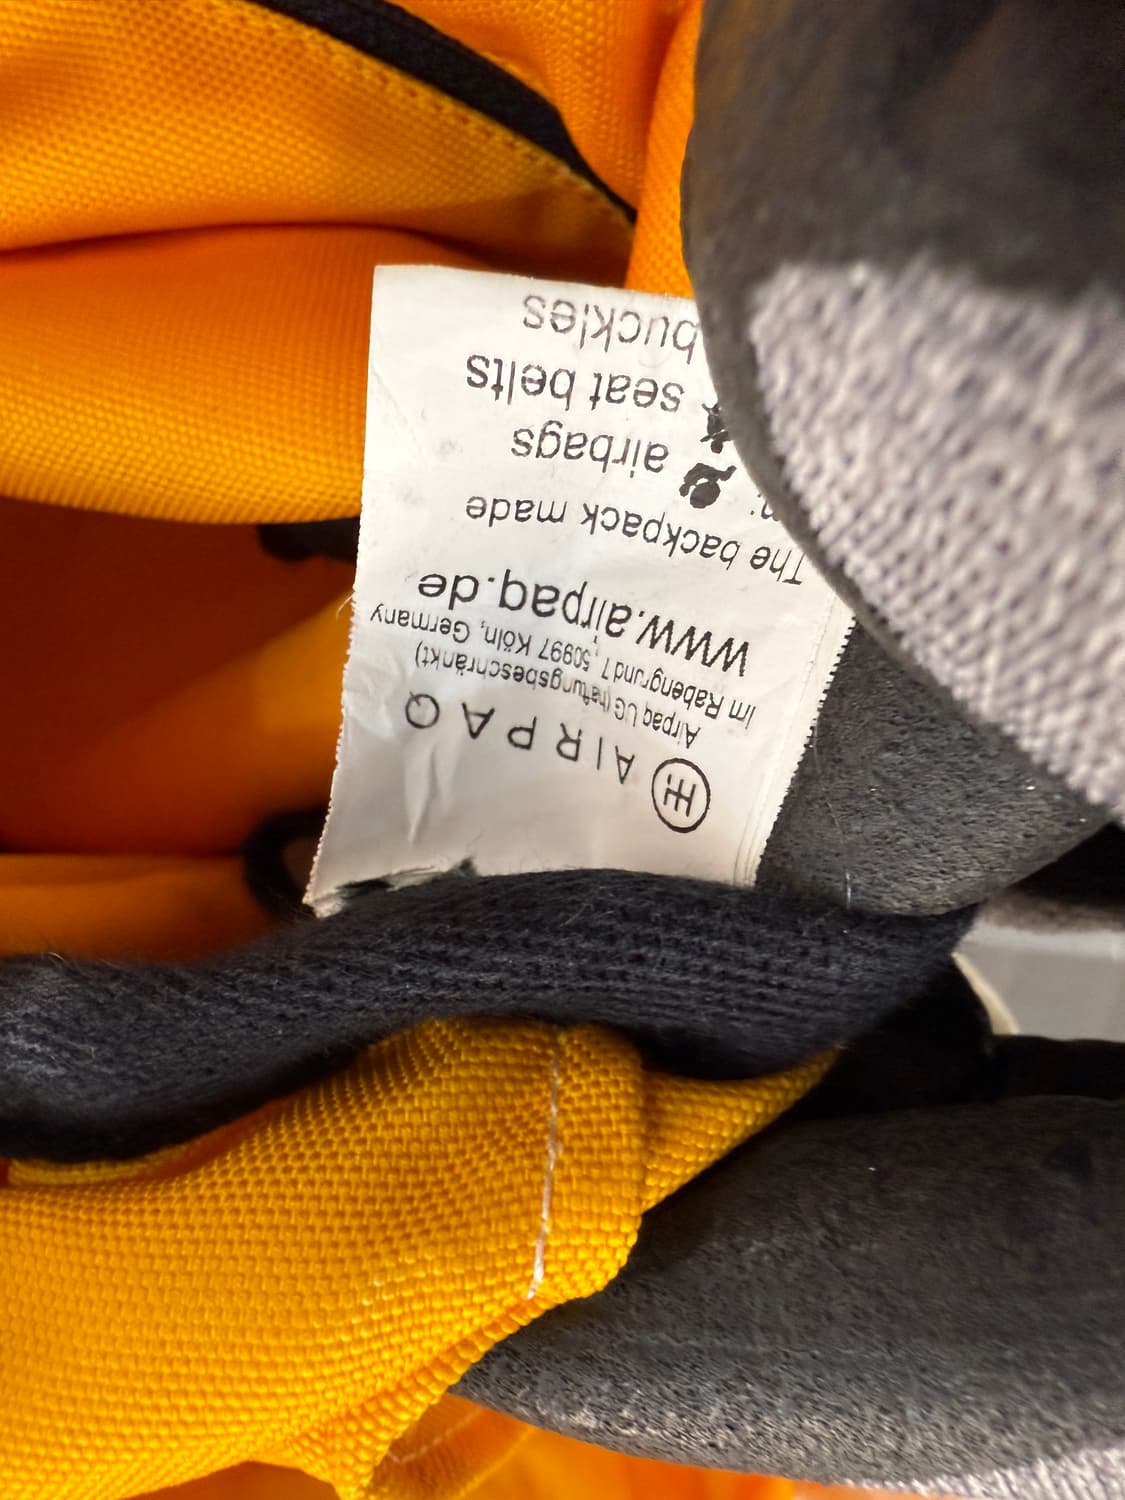 AIRPAQ
Airpaq UG (haftungsbeschränkt)
im Rabengrund 7, 50997 Köln, Germany
www.airpaq.de
The backpack made
airbags
seat belts
buckles